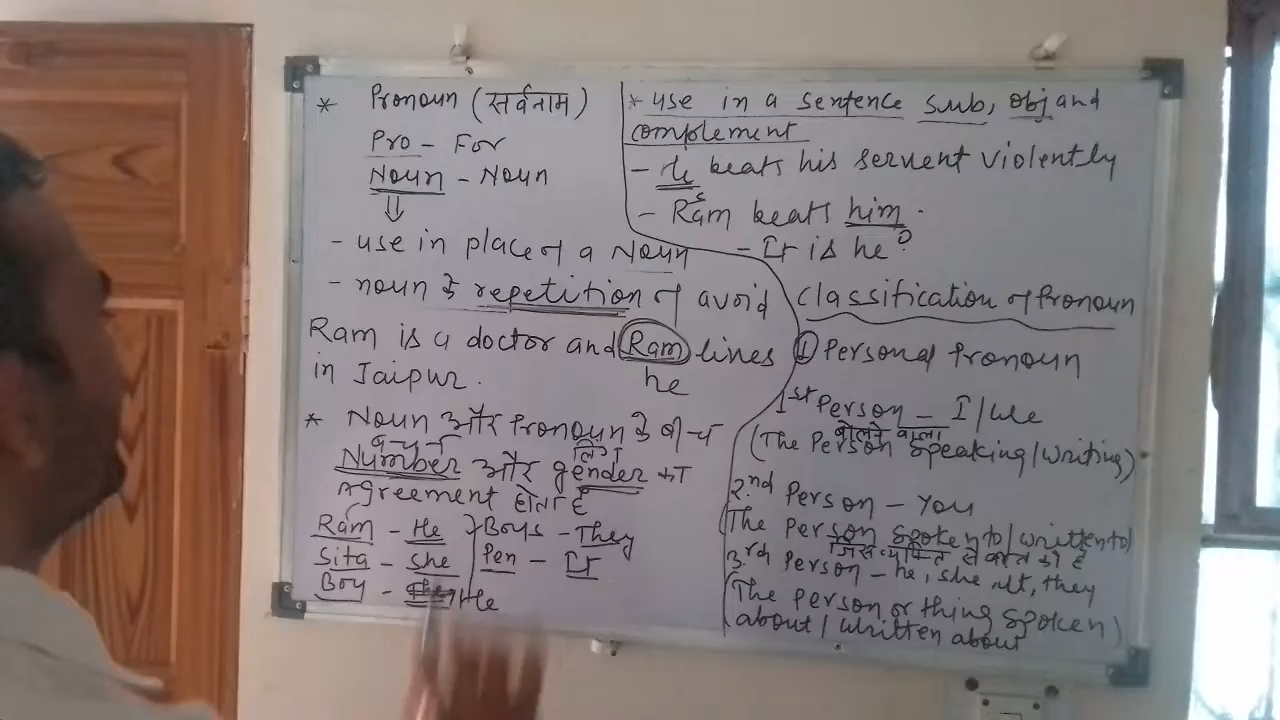 * Pronoun (सर्वनाम)
Pro - For
Noun - Noun
- use in place of a Noun
- noun के repetition of avoid
Ram is a doctor and Ram lives
in Jaipur.
he
* Noun और Pronoun के बीच
वचन
लिंग
Number और gender का
Agreement होता है
Ram - He
Sita - She
Boy - He
Boys - They
Pen - It
* use in a sentence sub, obj and
complement
- He beats his servent violently
- Ram beats him.
- It is he
Classification of Pronoun
① Personal Pronoun
1st Person - I/we
बोलने वाला
(The Person speaking/writing)
2nd Person - You
(The Person spoken to/written to)
जिस व्यक्ति से बात की है
3rd Person - he, she, it, they
(The person or thing spoken)
about/written about